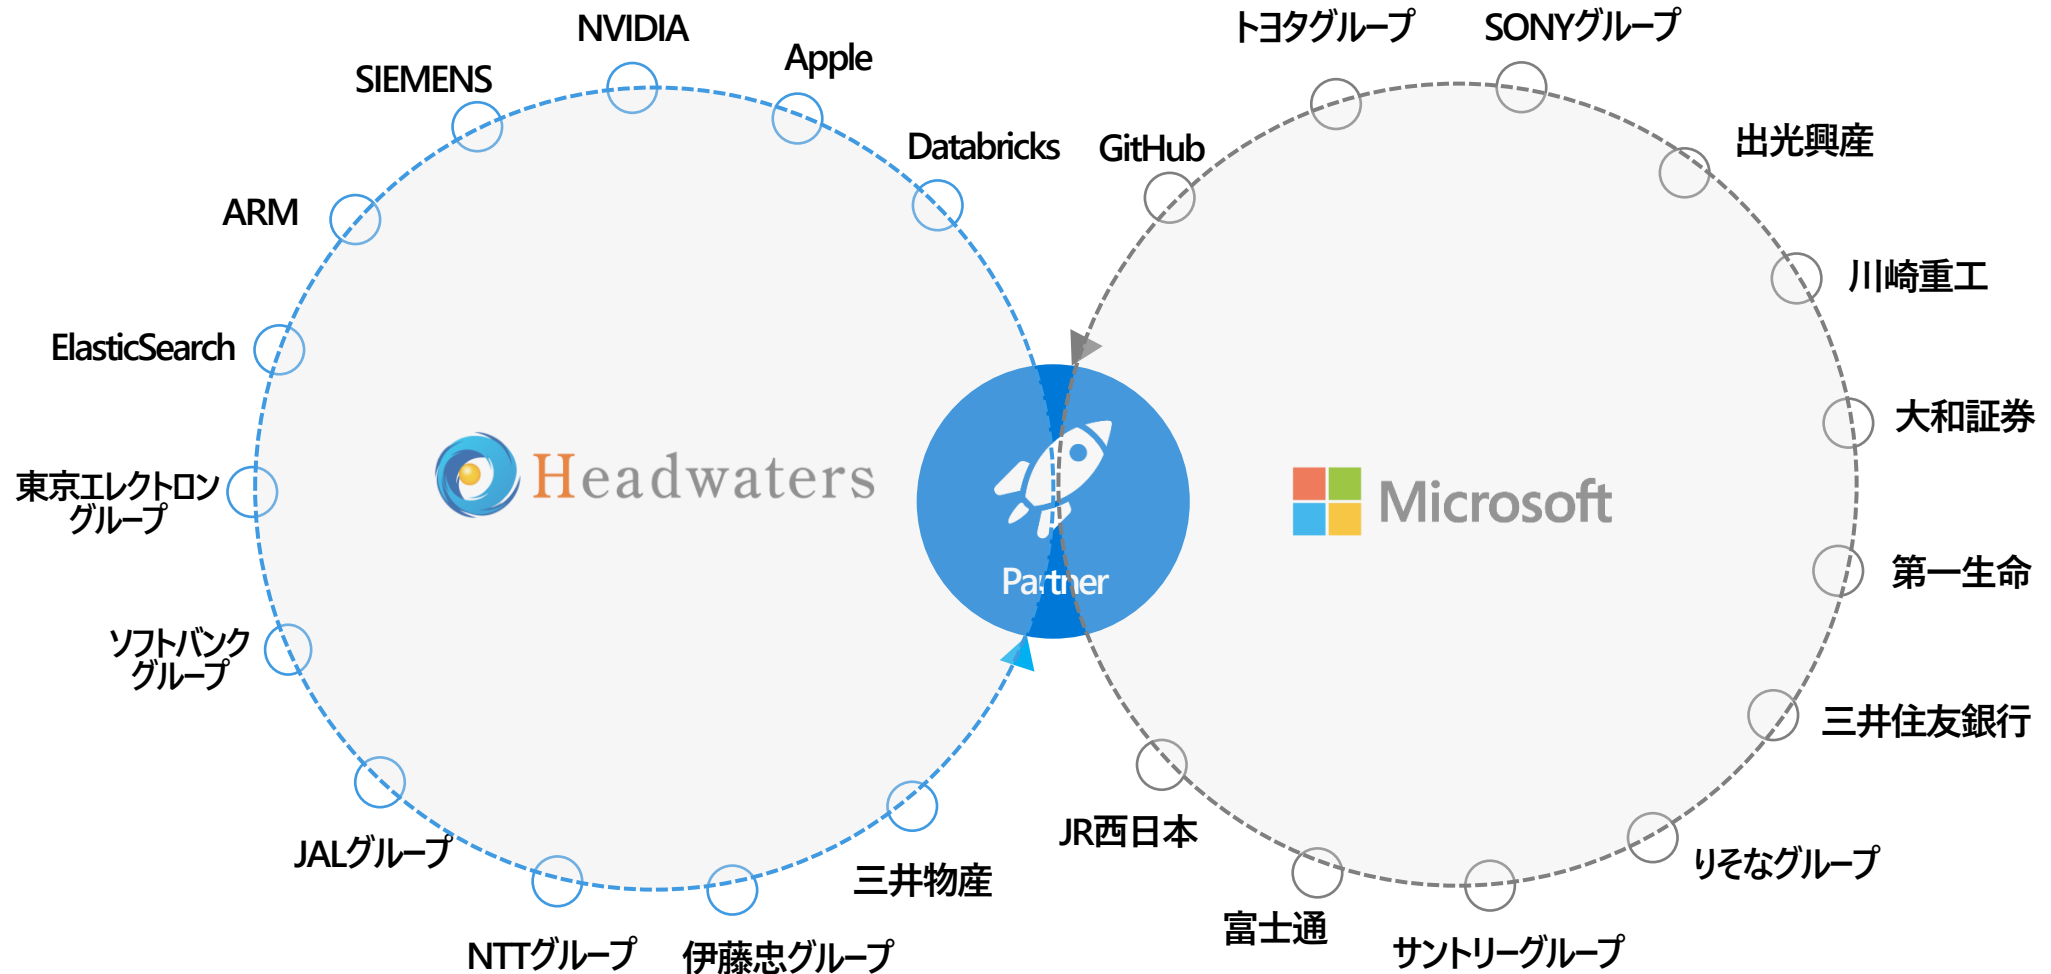 NVIDIA
Apple
SIEMENS
Databricks
ARM
ElasticSearch
東京エレクトロン
グループ
ソフトバンク
グループ
JALグループ
NTTグループ
伊藤忠グループ
三井物産
Headwaters
Partner
Microsoft
GitHub
トヨタグループ
SONYグループ
出光興産
川崎重工
大和証券
第一生命
三井住友銀行
りそなグループ
サントリーグループ
富士通
JR西日本